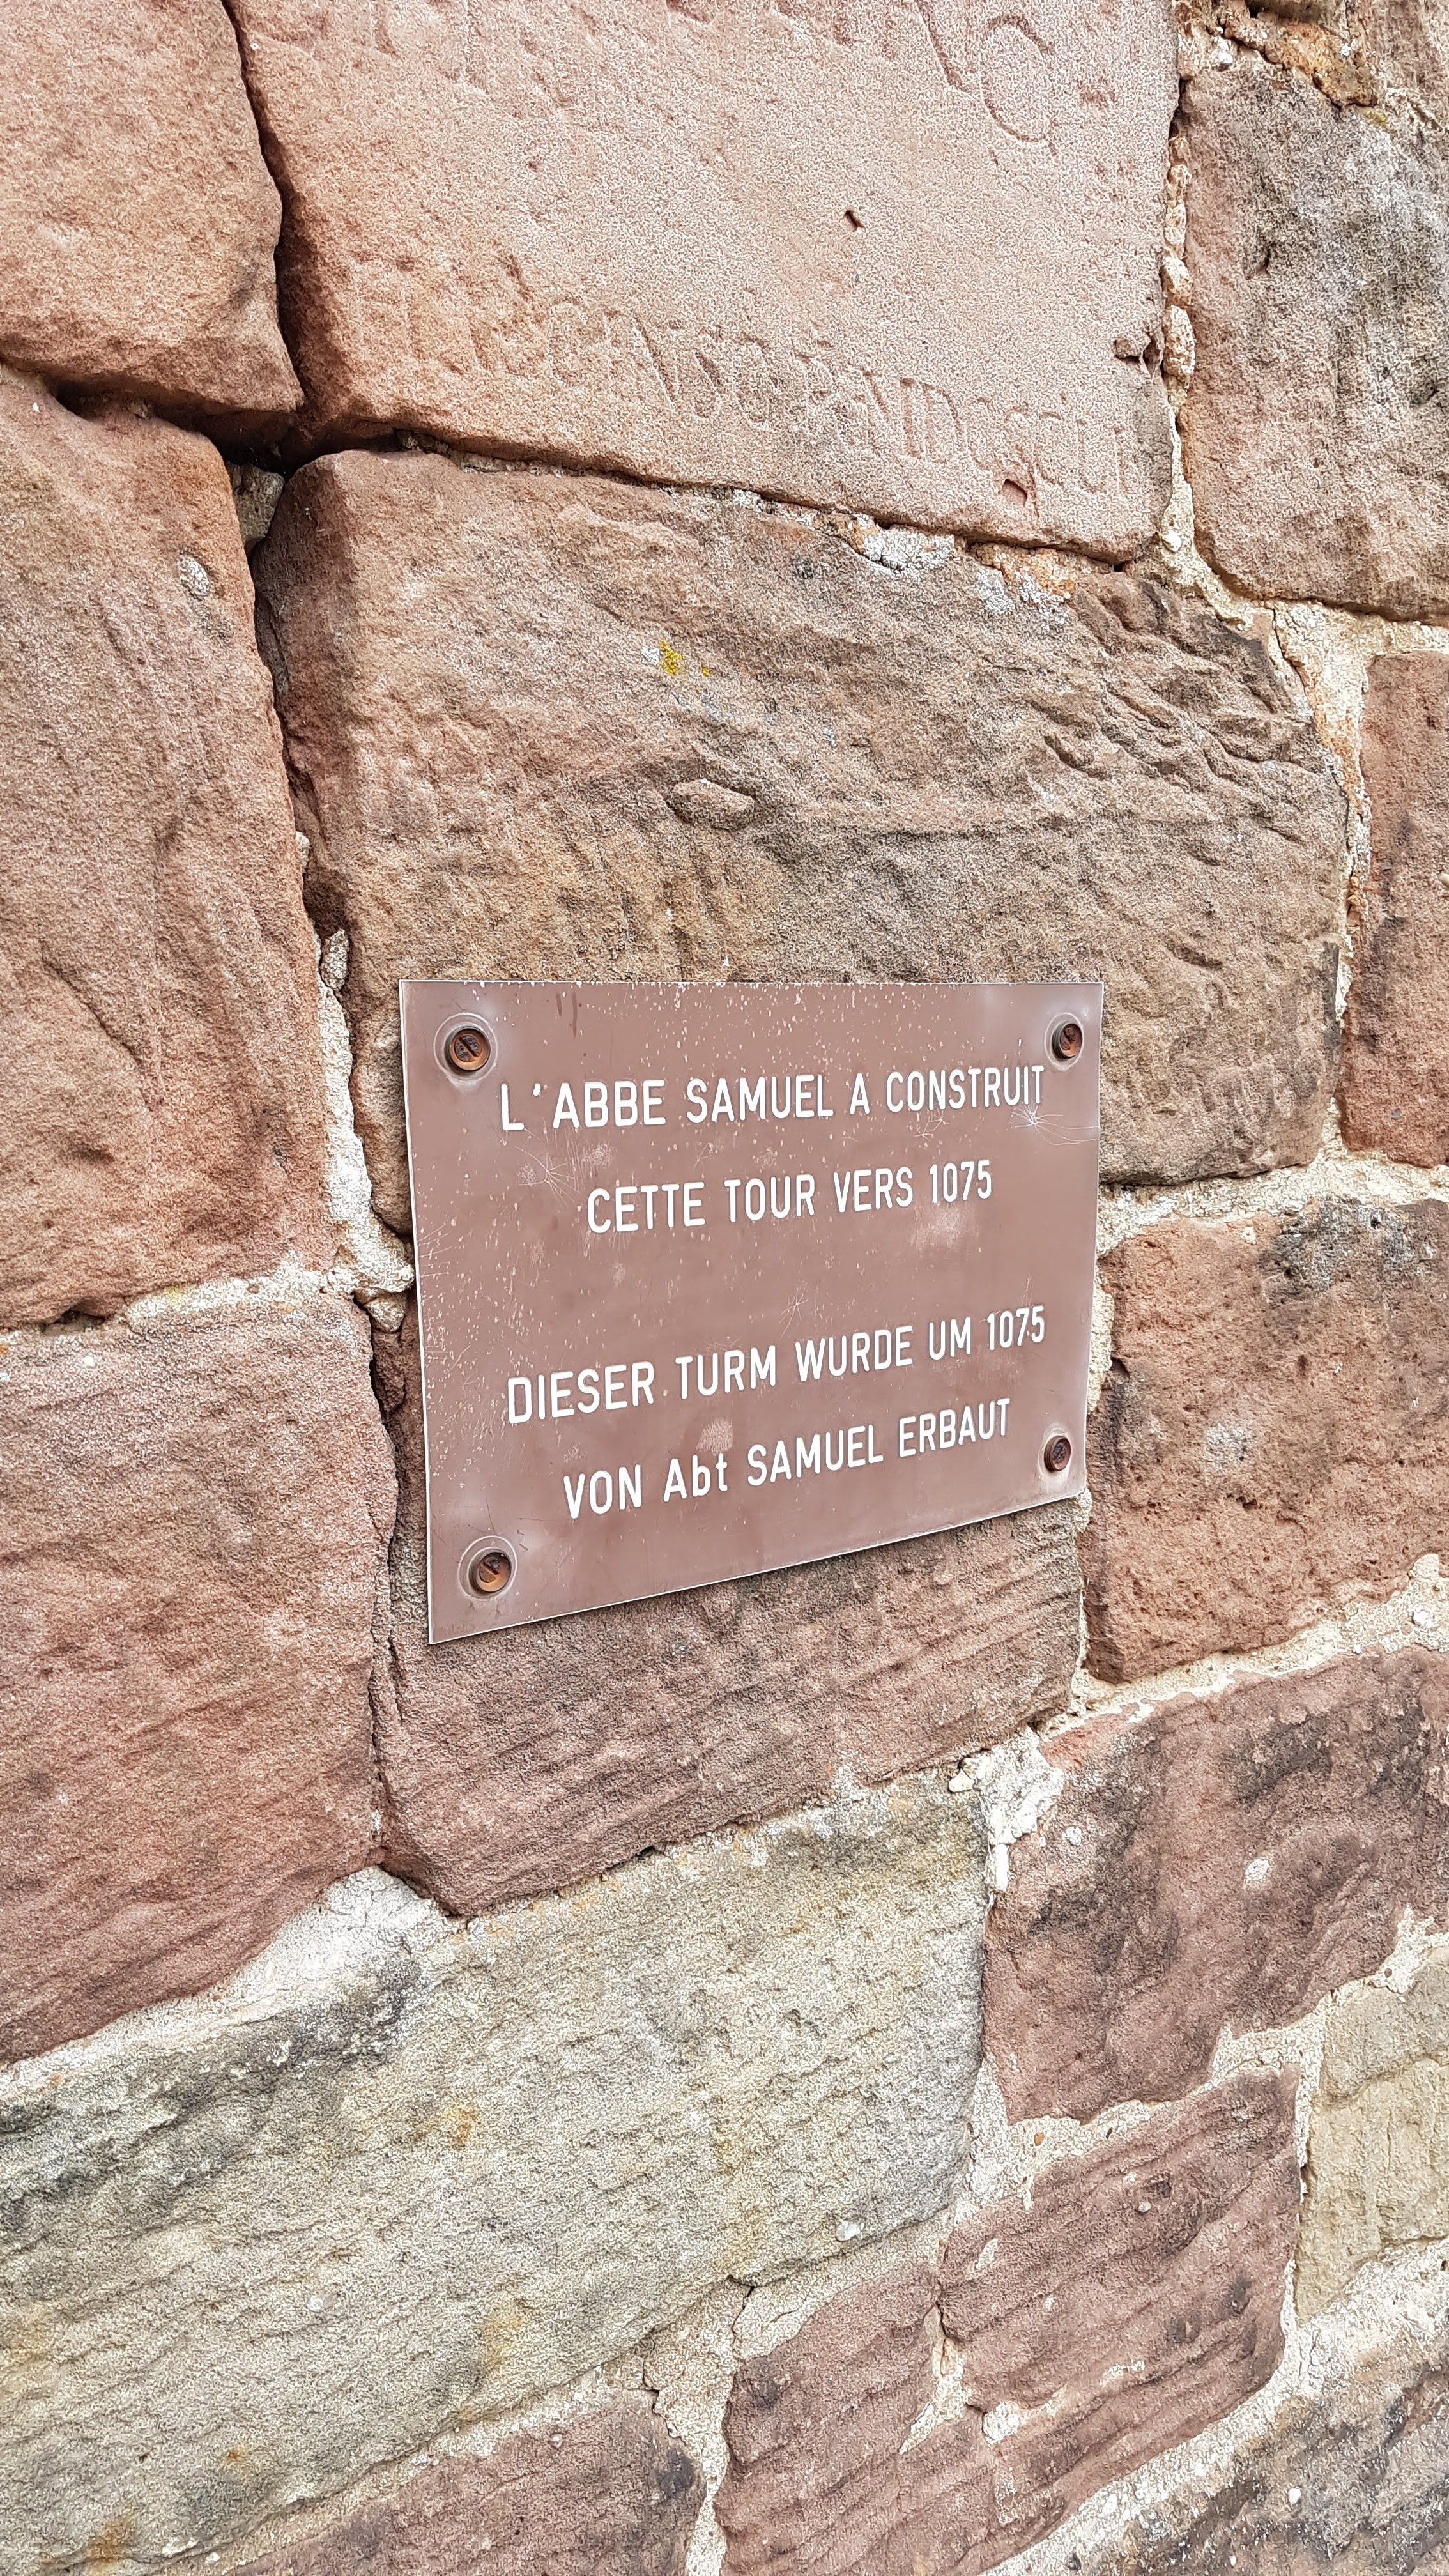 L'ABBE SAMUEL A CONSTRUIT
CETTE TOUR VERS 1075
DIESER TURM WURDE UM 1075
VON Abt SAMUEL ERBAUT